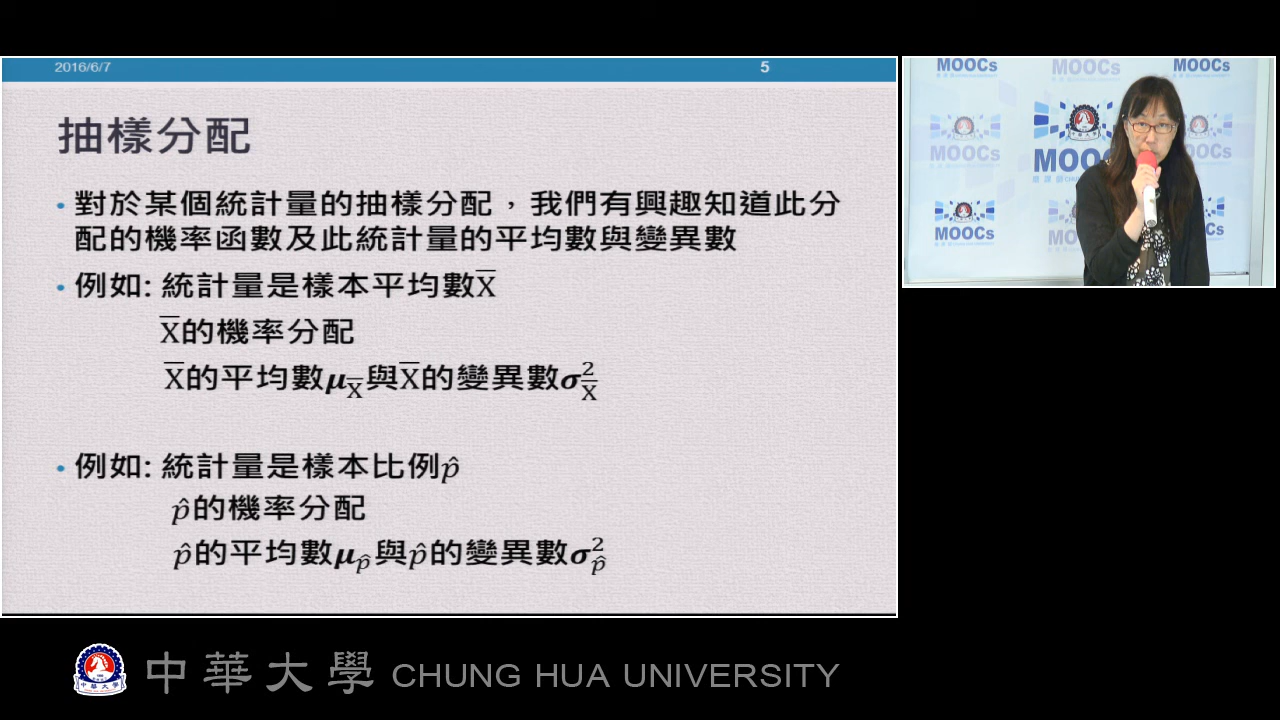 2016/6/7
5
抽樣分配
• 對於某個統計量的抽樣分配，我們有興趣知道此分
配的機率函數及此統計量的平均數與變異數
• 例如: 統計量是樣本平均數X̅
X̅的機率分配
X̅的平均數μ_X̅與X̅的變異數σ²_X̅
• 例如: 統計量是樣本比例p̂
p̂的機率分配
p̂的平均數μ_p̂與p̂的變異數σ²_p̂
MOOCs
MOOCs
MOOCs
MOOCs
MOOCs
MOOCs
中華大學 CHUNG HUA UNIVERSITY